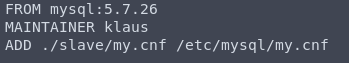 FROM mysql:5.7.26
MAINTAINER klaus
ADD ./slave/my.cnf /etc/mysql/my.cnf